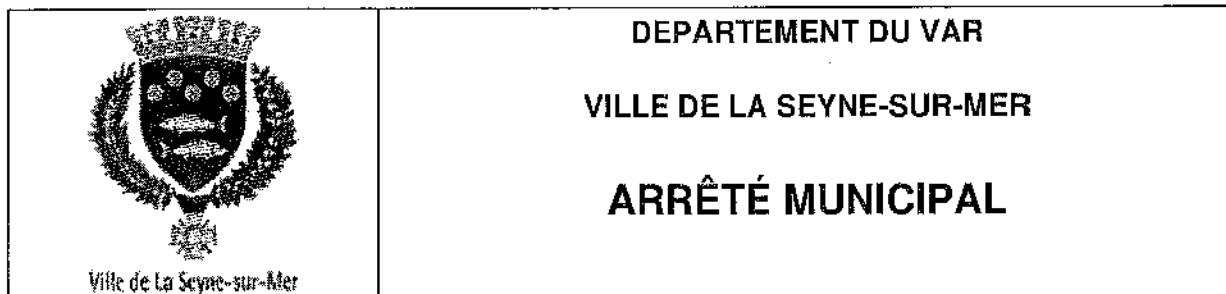 DEPARTEMENT DU VAR
VILLE DE LA SEYNE-SUR-MER
ARRÊTÉ MUNICIPAL
Ville de La Seyne-sur-Mer